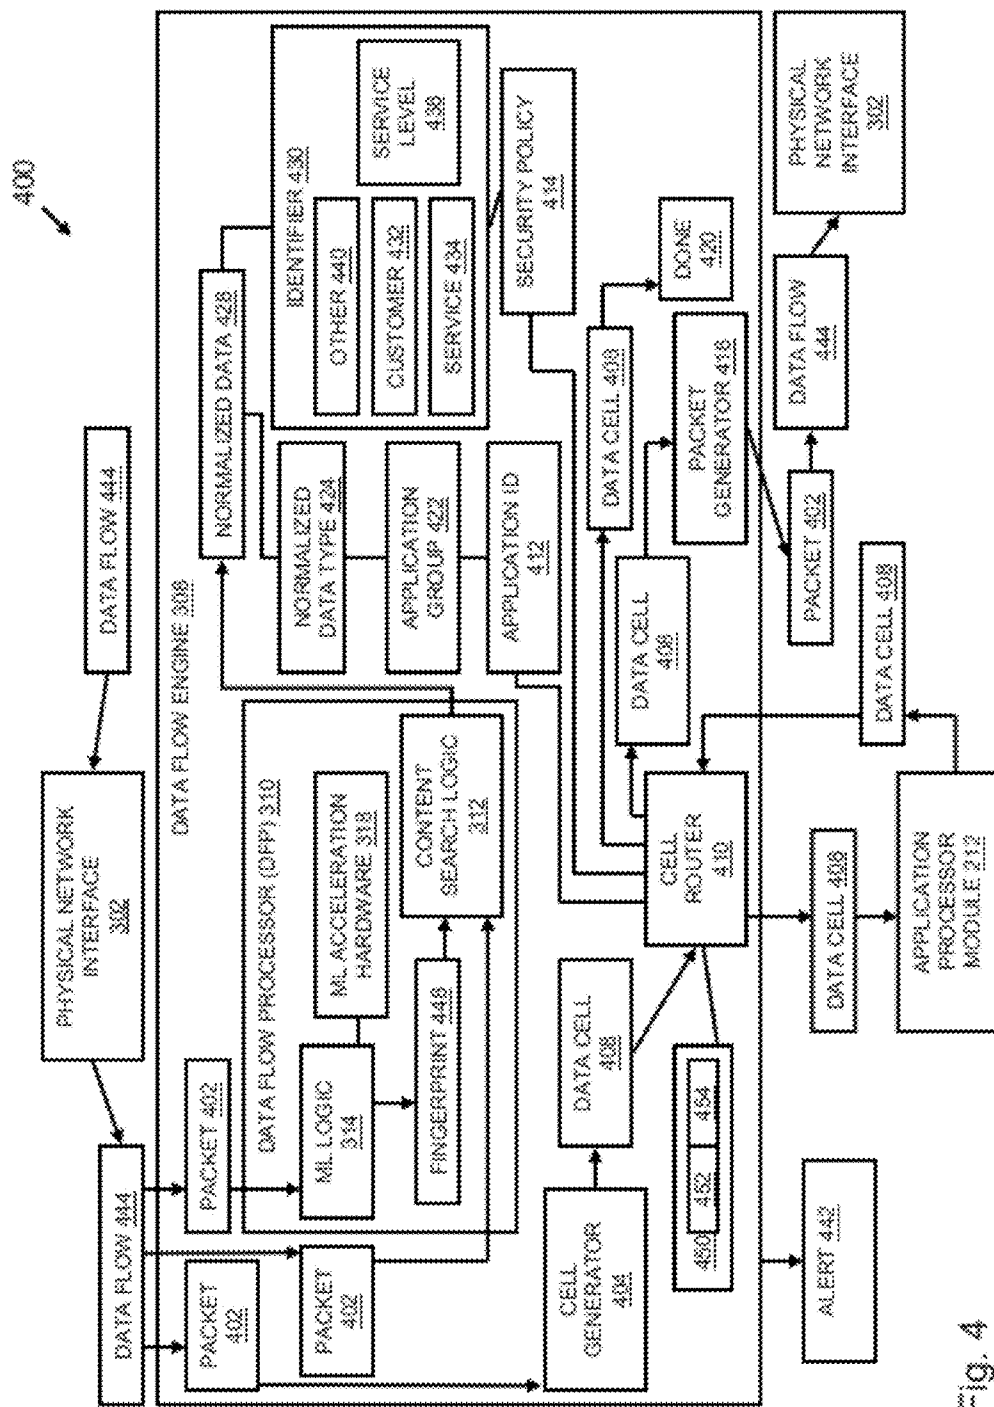 400
DATA FLOW 444
PHYSICAL NETWORK
INTERFACE
302
DATA FLOW 444
DATA FLOW ENGINE 308
PACKET
402
PACKET 402
PACKET
402
DATA FLOW PROCESSOR (DFP) 310
ML LOGIC
314
ML ACCELERATION
HARDWARE 318
FINGERPRINT 448
CONTENT
SEARCH LOGIC
312
NORMALIZED DATA 428
NORMALIZED
DATA TYPE 424
APPLICATION
GROUP 422
APPLICATION ID
412
IDENTIFIER 430
OTHER 440
CUSTOMER 432
SERVICE 434
SERVICE
LEVEL
438
SECURITY POLICY
414
CELL
GENERATOR
404
DATA CELL
408
450
452
454
CELL
ROUTER
410
DATA CELL
408
DATA CELL 408
DONE
420
PACKET
GENERATOR 418
ALERT 442
DATA CELL 408
APPLICATION
PROCESSOR
MODULE 212
DATA CELL 408
PACKET 402
DATA FLOW
444
PHYSICAL
NETWORK
INTERFACE
302
Fig. 4